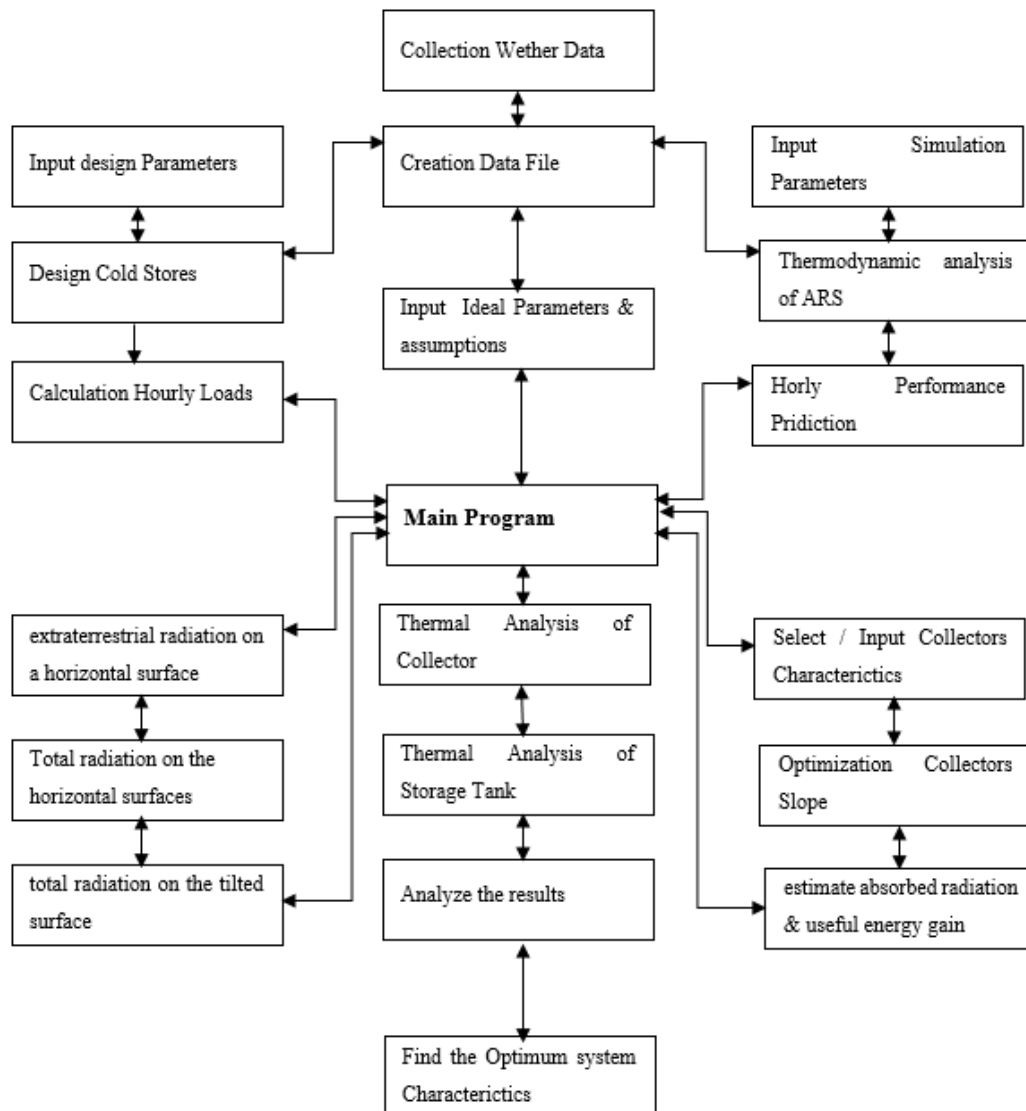 Collection Wether Data
Input design Parameters
Creation Data File
Input Simulation
Parameters
Design Cold Stores
Thermodynamic analysis
of ARS
Input Ideal Parameters &
assumptions
Calculation Hourly Loads
Horly Performance
Pridiction
Main Program
extraterrestrial radiation on
a horizontal surface
Thermal Analysis of
Collector
Select / Input Collectors
Characterictics
Total radiation on the
horizontal surfaces
Thermal Analysis of
Storage Tank
Optimization Collectors
Slope
total radiation on the tilted
surface
Analyze the results
estimate absorbed radiation
& useful energy gain
Find the Optimum system
Characterictics